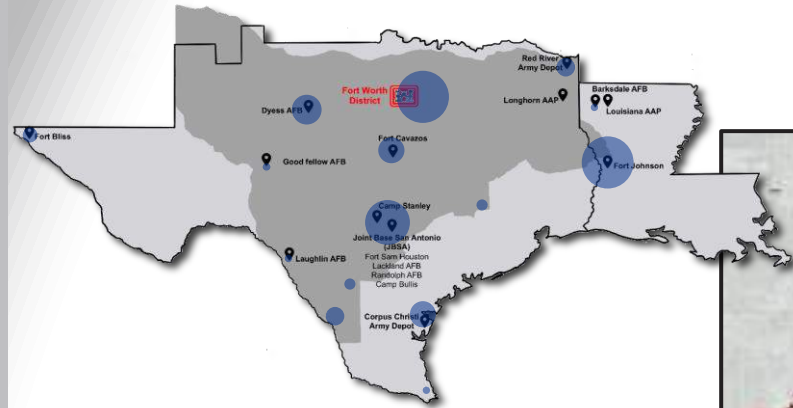 Red River
Army Depot
Barksdale AFB
Fort Worth
District
Longhorn AAP
Louisiana AAP
Dyess AFB
Fort Bliss
Fort Cavazos
Good fellow AFB
Fort Johnson
Camp Stanley
Joint Base San Antonio
(JBSA)
Fort Sam Houston
Lackland AFB
Randolph AFB
Camp Bullis
Laughlin AFB
Corpus Christi
Army Depot